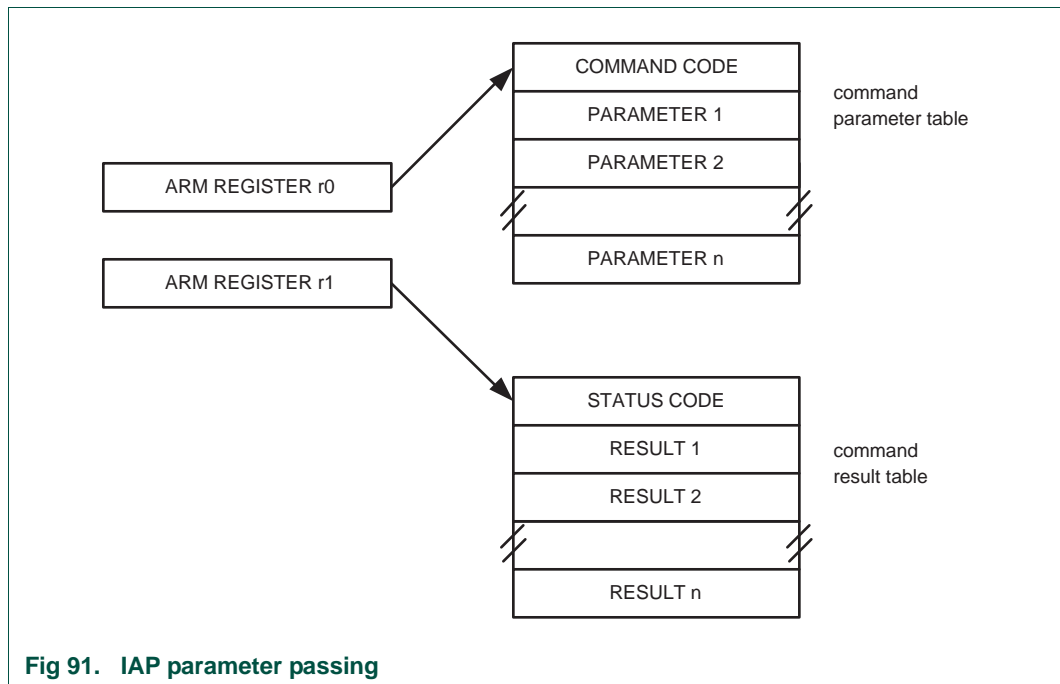 COMMAND CODE
PARAMETER 1
PARAMETER 2
PARAMETER n
command
parameter table
ARM REGISTER r0
ARM REGISTER r1
STATUS CODE
RESULT 1
RESULT 2
RESULT n
command
result table
Fig 91. IAP parameter passing